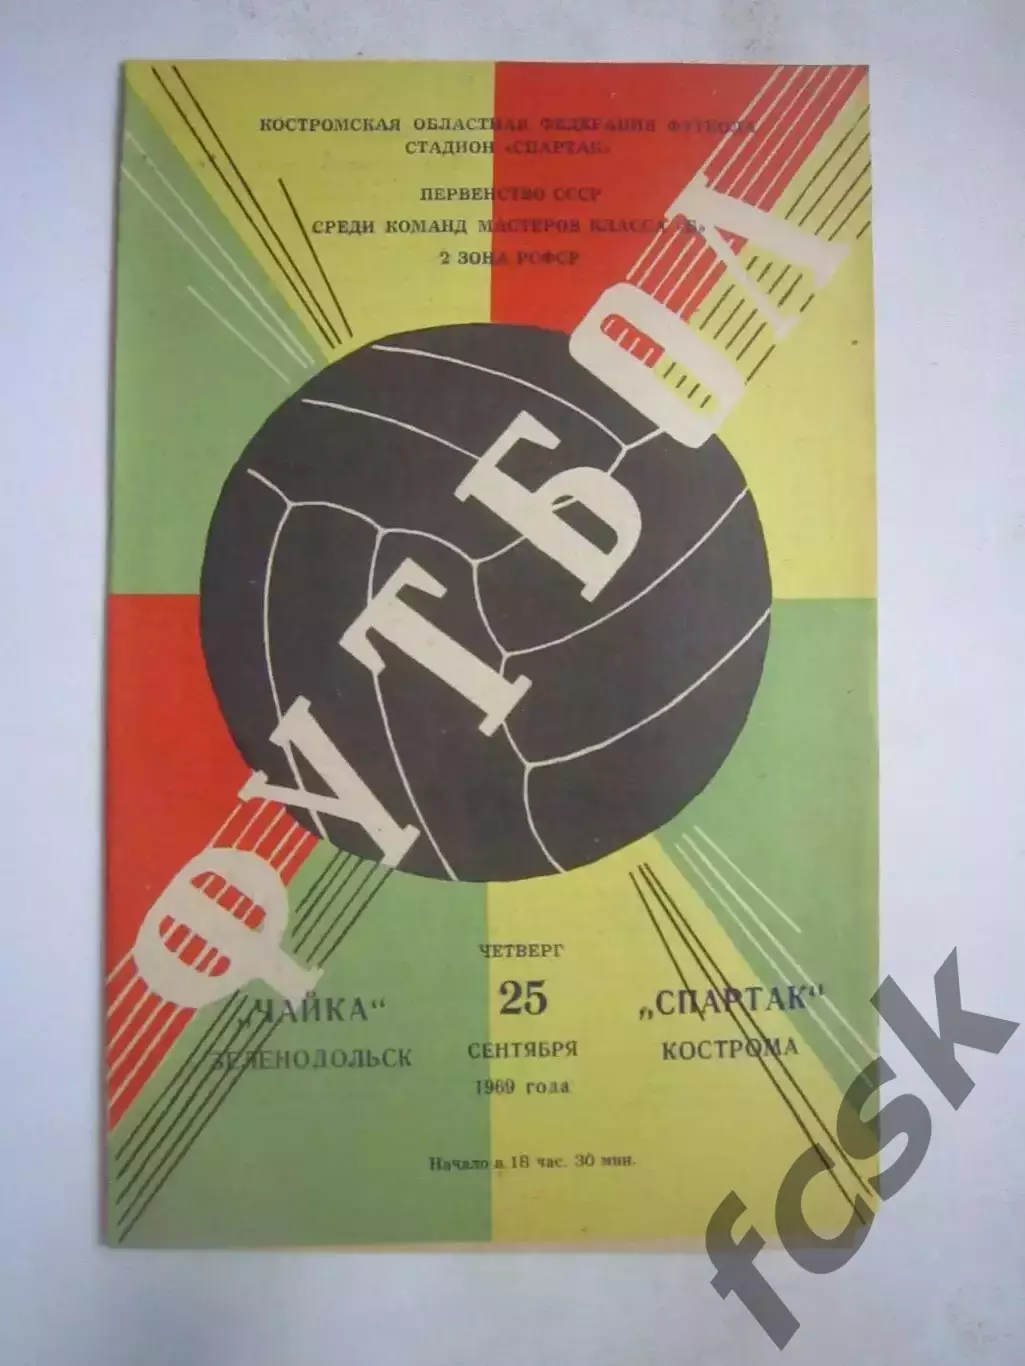 КОСТРОМСКАЯ ОБЛАСТНАЯ ФЕДЕРАЦИЯ ФУТБОЛА
СТАДИОН «СПАРТАК»
ПЕРВЕНСТВО СССР
СРЕДИ КОМАНД МАСТЕРОВ КЛАССА «Б»
2 ЗОНА РСФСР
ФУТБОЛ
ЧЕТВЕРГ
„ЧАЙКА“ 25 „СПАРТАК“
ЗЕЛЕНОДОЛЬСК СЕНТЯБРЯ КОСТРОМА
1969 года
Начало в 18 час. 30 мин.
fcsk